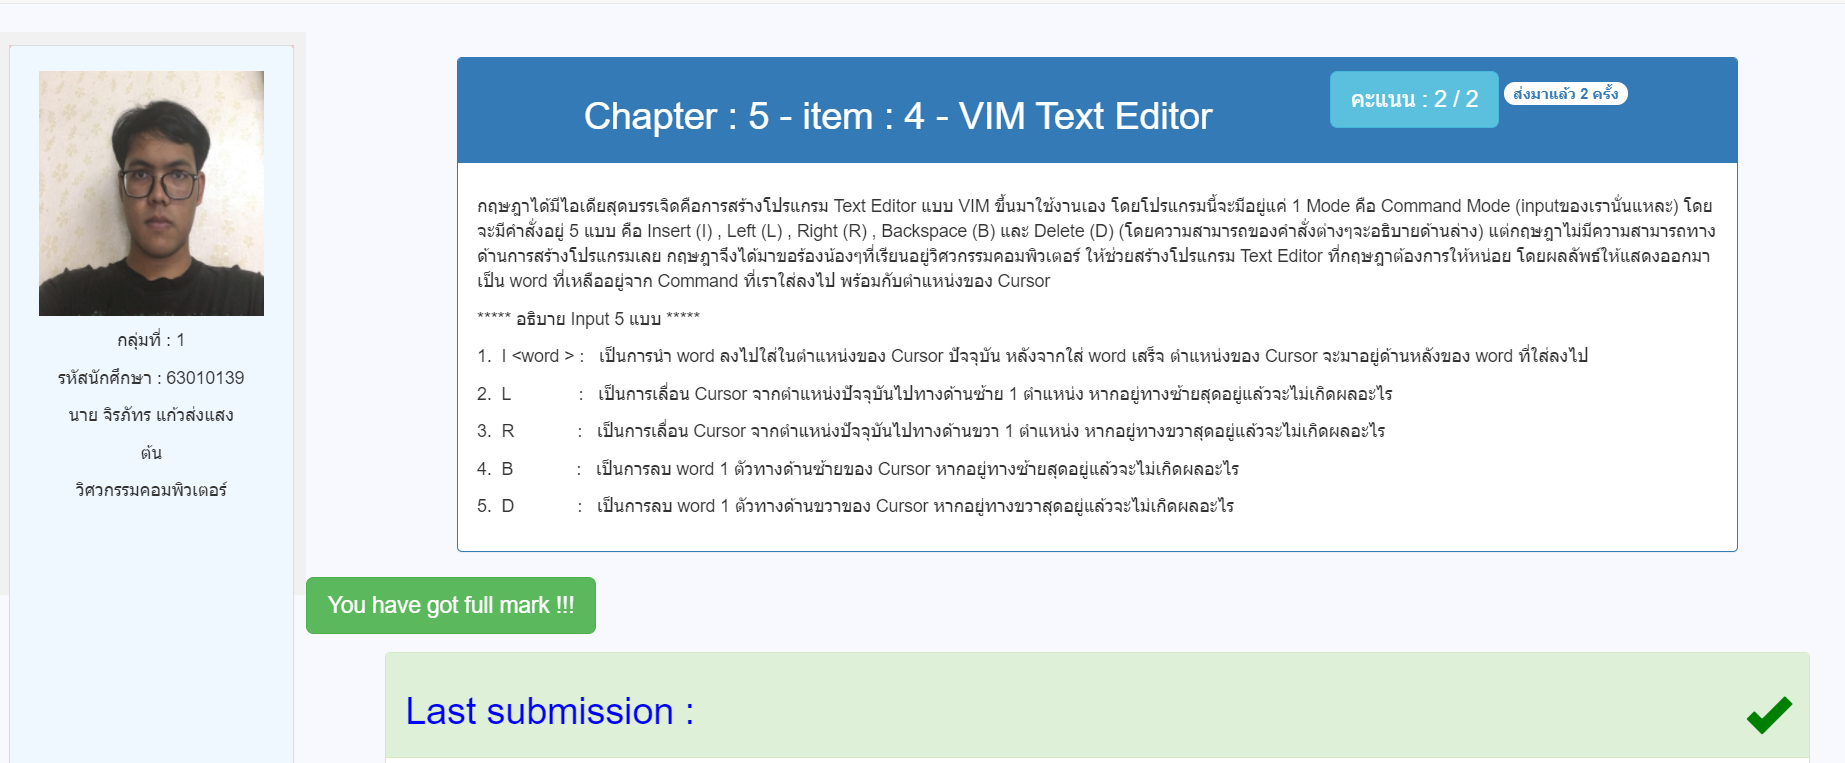 กลุ่มที่ : 1
รหัสนักศึกษา : 63010139
นาย จิรภัทร แก้วส่งแสง
ต้น
วิศวกรรมคอมพิวเตอร์
Chapter : 5 - item : 4 - VIM Text Editor
คะแนน : 2 / 2
ส่งมาแล้ว 2 ครั้ง
กฤษฎาได้มีไอเดียสุดบรรเจิดคือการสร้างโปรแกรม Text Editor แบบ VIM ขึ้นมาใช้งานเอง โดยโปรแกรมนี้จะมีอยู่แค่ 1 Mode คือ Command Mode (inputของเรานั่นแหละ) โดย
จะมีคำสั่งอยู่ 5 แบบ คือ Insert (I) , Left (L) , Right (R) , Backspace (B) และ Delete (D) (โดยความสามารถของคำสั่งต่างๆจะอธิบายด้านล่าง) แต่กฤษฎาไม่มีความสามารถทาง
ด้านการสร้างโปรแกรมเลย กฤษฎาจึงได้มาขอร้องน้องๆที่เรียนอยู่วิศวกรรมคอมพิวเตอร์ ให้ช่วยสร้างโปรแกรม Text Editor ที่กฤษฎาต้องการให้หน่อย โดยผลลัพธ์ให้แสดงออกมา
เป็น word ที่เหลืออยู่จาก Command ที่เราใส่ลงไป พร้อมกับตำแหน่งของ Cursor
***** อธิบาย Input 5 แบบ *****
1. I <word > : เป็นการนำ word ลงไปใส่ในตำแหน่งของ Cursor ปัจจุบัน หลังจากใส่ word เสร็จ ตำแหน่งของ Cursor จะมาอยู่ด้านหลังของ word ที่ใส่ลงไป
2. L : เป็นการเลื่อน Cursor จากตำแหน่งปัจจุบันไปทางด้านซ้าย 1 ตำแหน่ง หากอยู่ทางซ้ายสุดอยู่แล้วจะไม่เกิดผลอะไร
3. R : เป็นการเลื่อน Cursor จากตำแหน่งปัจจุบันไปทางด้านขวา 1 ตำแหน่ง หากอยู่ทางขวาสุดอยู่แล้วจะไม่เกิดผลอะไร
4. B : เป็นการลบ word 1 ตัวทางด้านซ้ายของ Cursor หากอยู่ทางซ้ายสุดอยู่แล้วจะไม่เกิดผลอะไร
5. D : เป็นการลบ word 1 ตัวทางด้านขวาของ Cursor หากอยู่ทางขวาสุดอยู่แล้วจะไม่เกิดผลอะไร
You have got full mark !!!
Last submission :